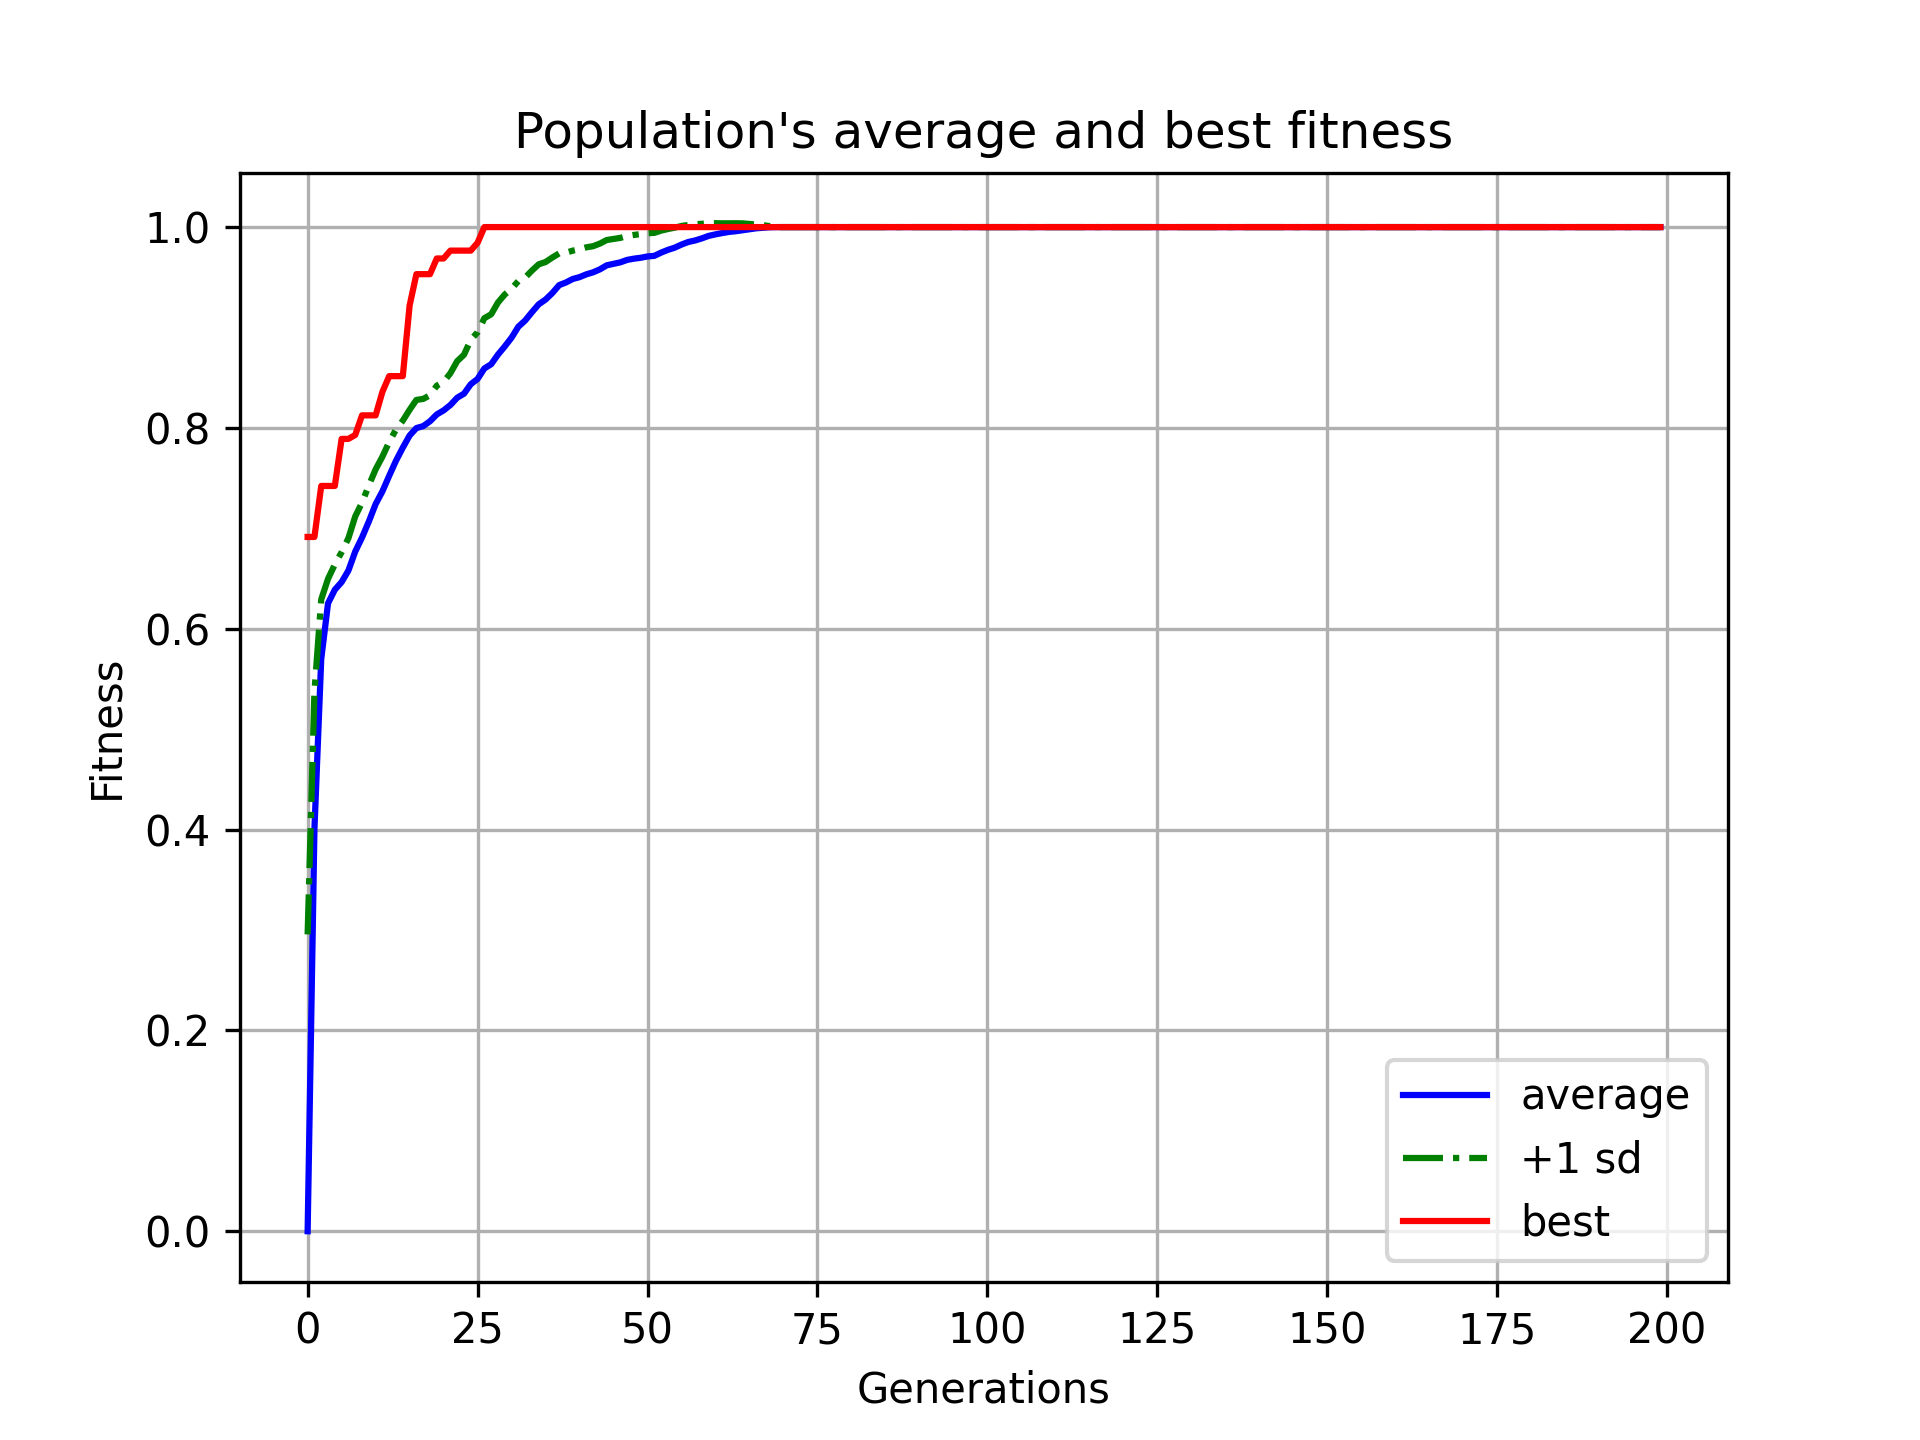 Population's average and best fitness
1.0
0.8
0.6
0.4
0.2
0.0
Fitness
0 25 50 75 100 125 150 175 200
Generations
average
+1 sd
best